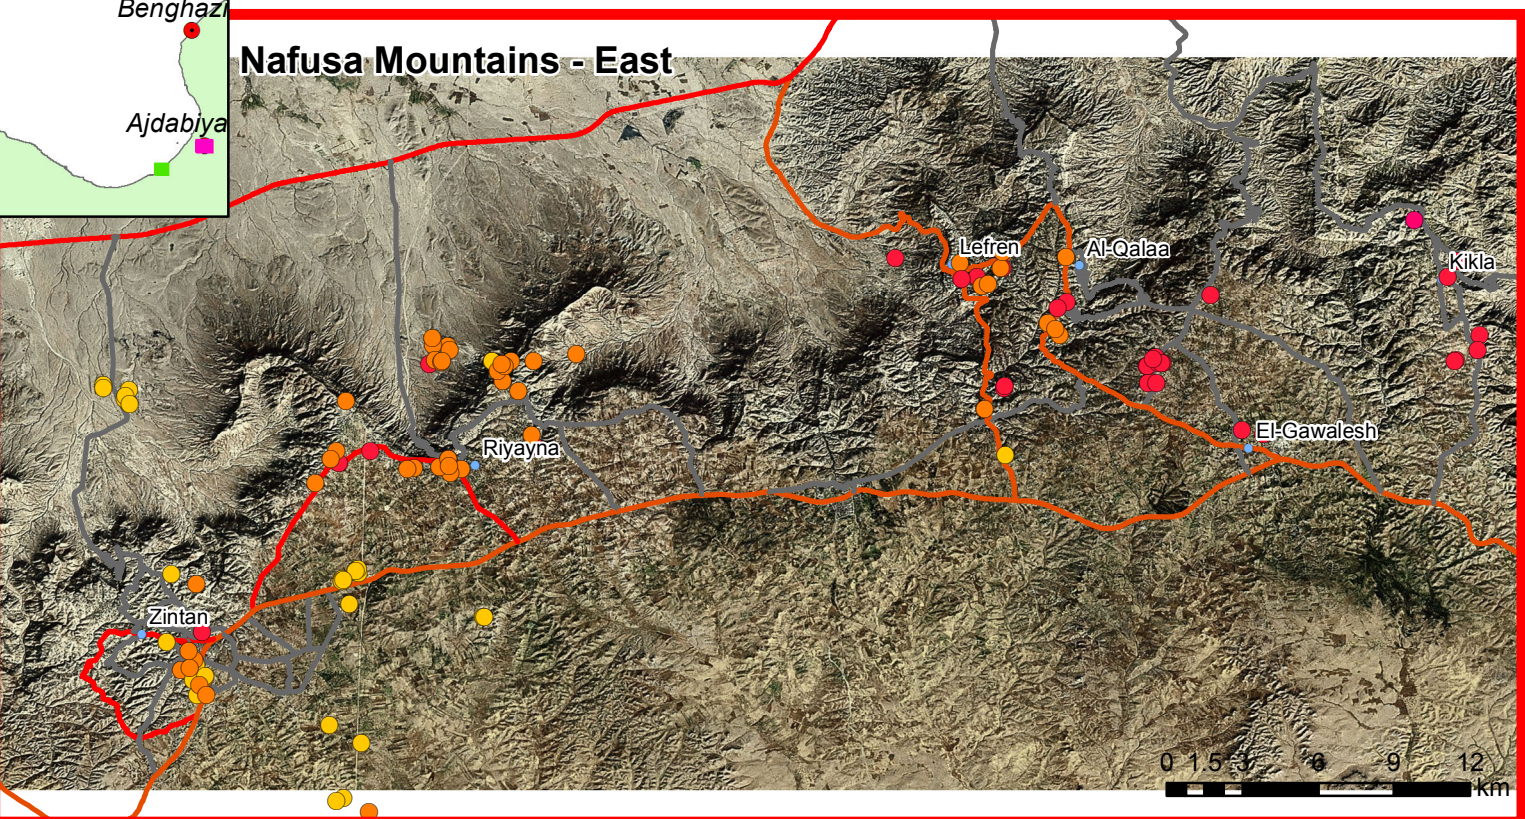 Benghazi
Nafusa Mountains - East
Ajdabiya
Lefren
Al-Qalaa
Kikla
El-Gawalesh
Riyayna
Zintan
0 1.5 3 6 9 12
km